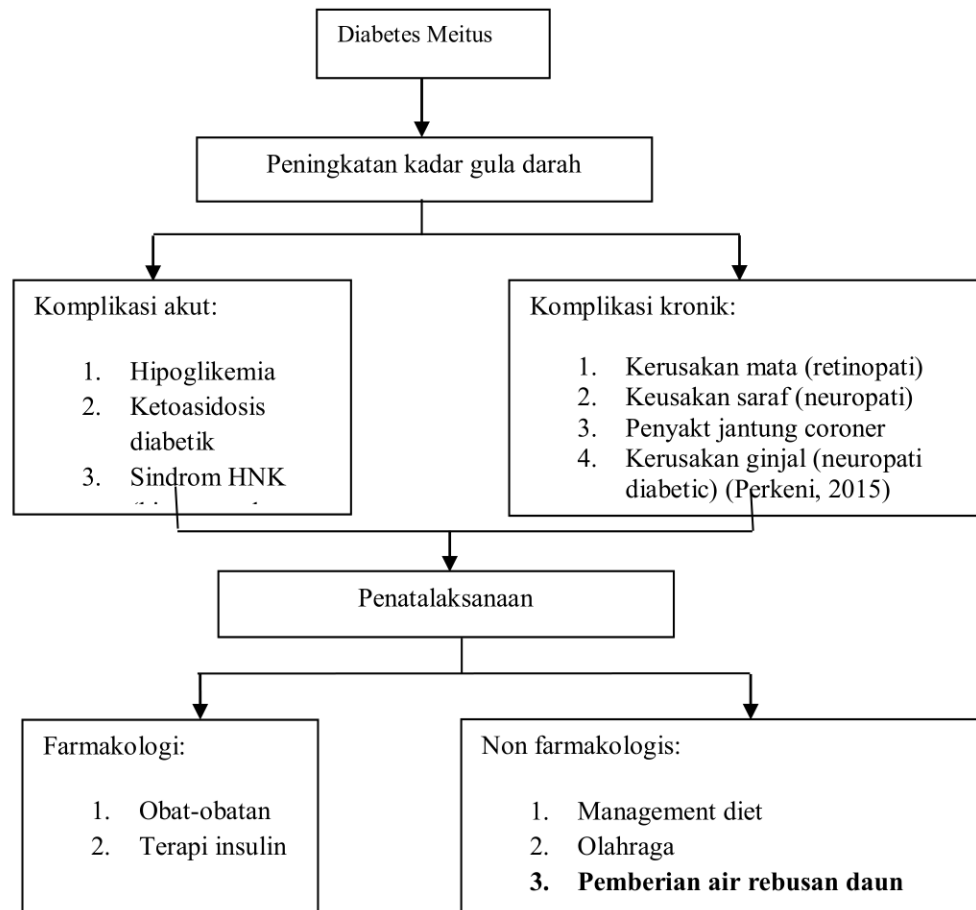 Diabetes Meitus
Peningkatan kadar gula darah
Komplikasi akut:
1. Hipoglikemia
2. Ketoasidosis
diabetik
3. Sindrom HNK
Komplikasi kronik:
1. Kerusakan mata (retinopati)
2. Keusakan saraf (neuropati)
3. Penyakt jantung coroner
4. Kerusakan ginjal (neuropati
diabetic) (Perkeni, 2015)
Penatalaksanaan
Farmakologi:
1. Obat-obatan
2. Terapi insulin
Non farmakologis:
1. Management diet
2. Olahraga
3. Pemberian air rebusan daun